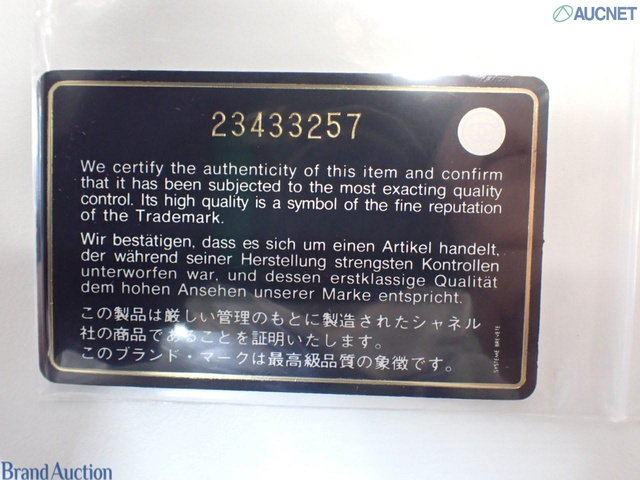 AUCNET
23433257
We certify the authenticity of this item and confirm
that it has been subjected to the most exacting quality
control. Its high quality is a symbol of the fine reputation
of the Trademark.
Wir bestätigen, dass es sich um einen Artikel handelt,
der während seiner Herstellung strengsten Kontrollen
unterworfen war, und dessen erstklassige Qualität
dem hohen Ansehen unserer Marke entspricht.
この製品は厳しい管理のもとに製造されたシャネル
社の商品であることを証明いたします。
このブランド・マークは最高級品質の象徴です。
SYSTEME BREVETE
Brand Auction